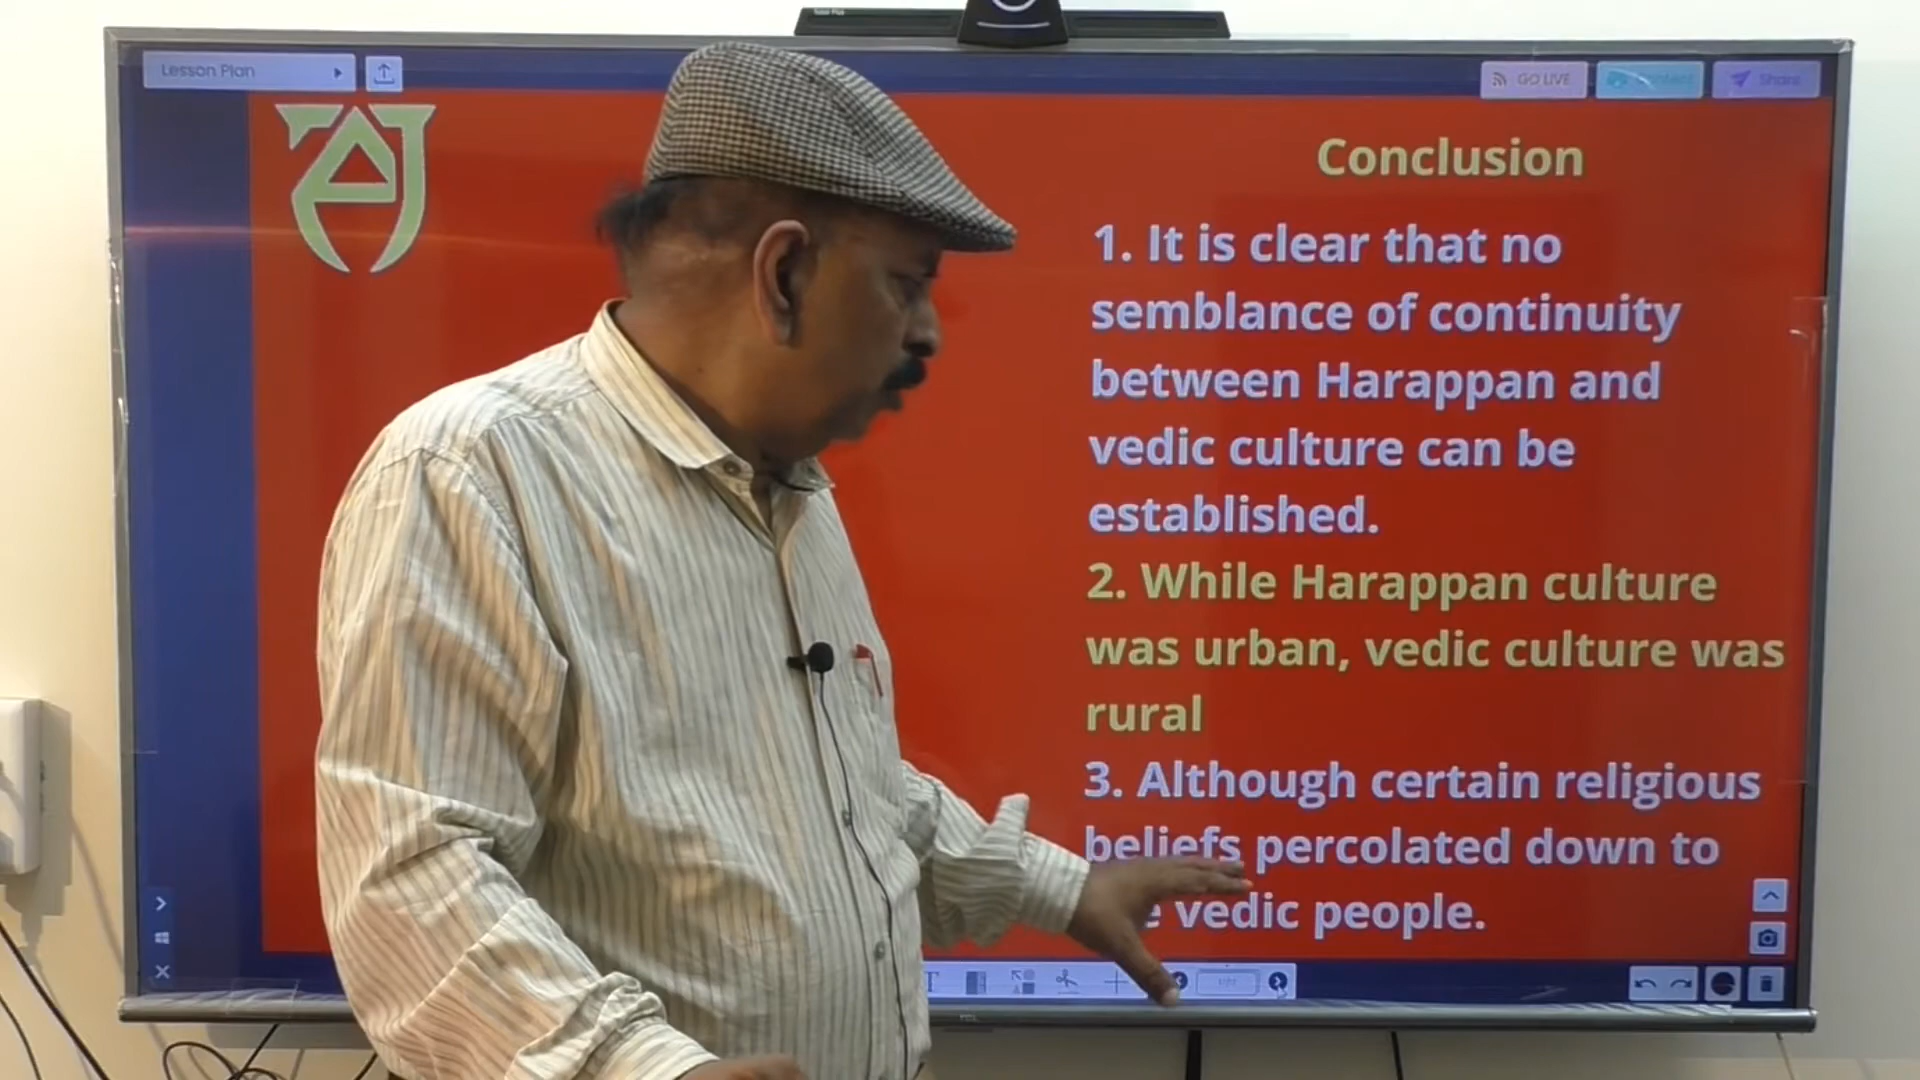 Lesson Plan
GO LIVE
Share
Conclusion
1. It is clear that no
semblance of continuity
between Harappan and
vedic culture can be
established.
2. While Harappan culture
was urban, vedic culture was
rural
3. Although certain religious
beliefs percolated down to
vedic people.